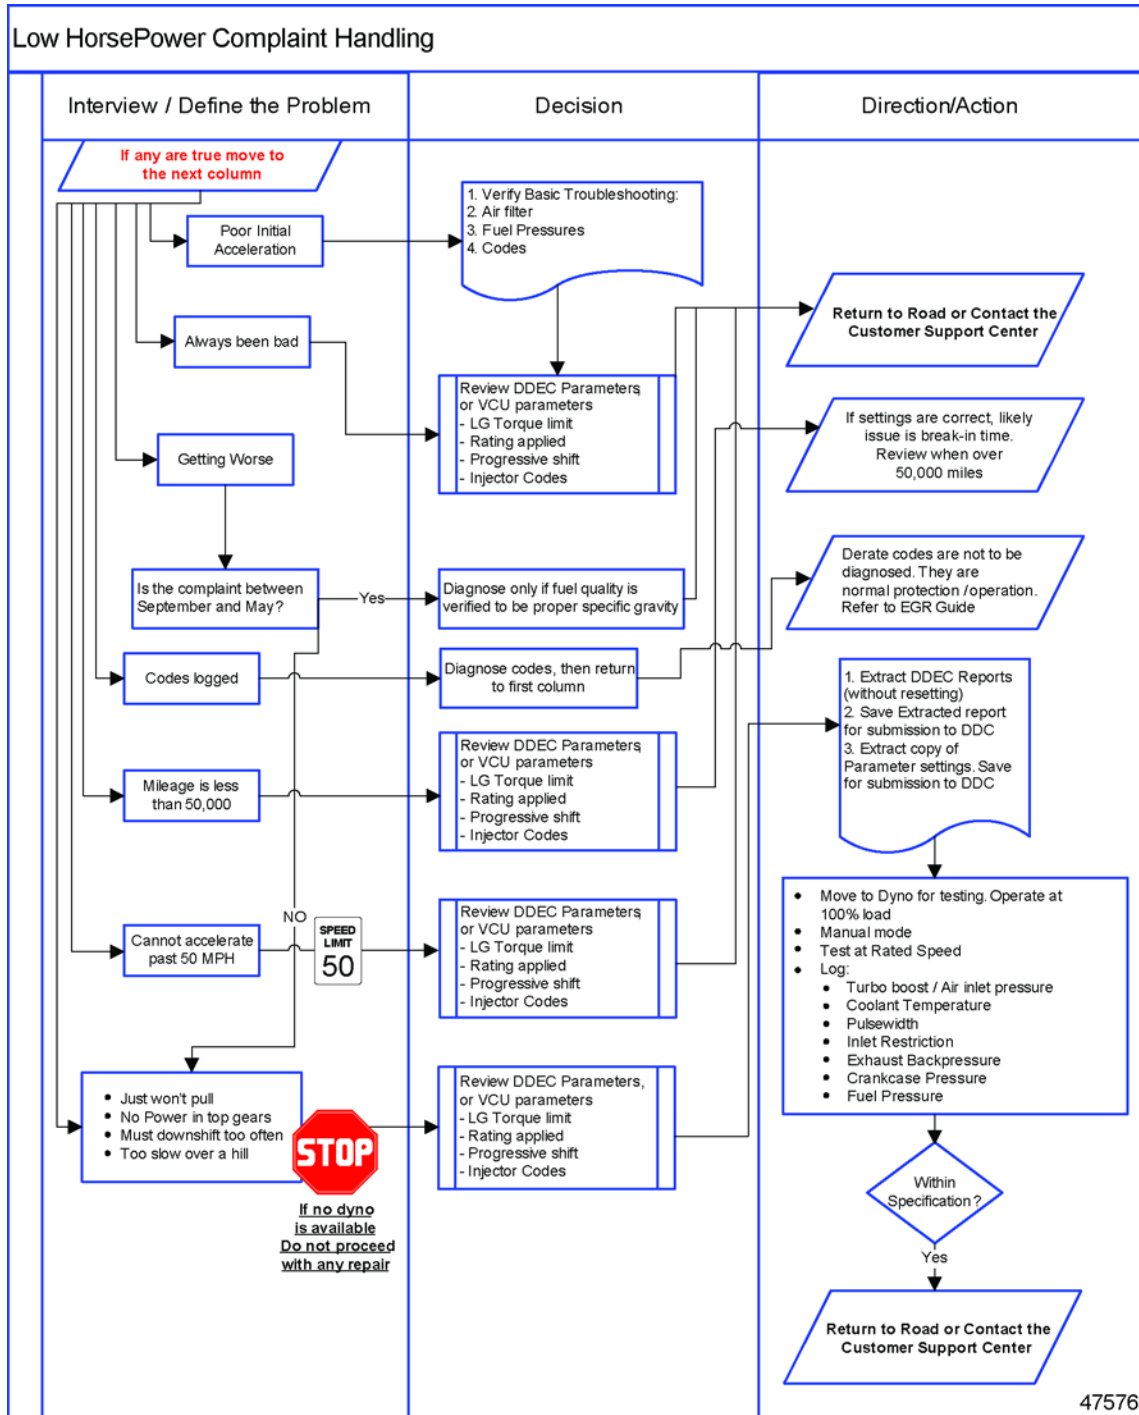 Low HorsePower Complaint Handling
Interview / Define the Problem
Decision
Direction/Action
If any are true move to
the next column
Poor Initial
Acceleration
1. Verify Basic Troubleshooting:
2. Air filter
3. Fuel Pressures
4. Codes
Return to Road or Contact the
Customer Support Center
Always been bad
Review DDEC Parameters,
or VCU parameters
- LG Torque limit
- Rating applied
- Progressive shift
- Injector Codes
If settings are correct, likely
issue is break-in time.
Review when over
50,000 miles
Getting Worse
Is the complaint between
September and May?
Yes
Diagnose only if fuel quality is
verified to be proper specific gravity
Derate codes are not to be
diagnosed. They are
normal protection /operation.
Refer to EGR Guide
Codes logged
Diagnose codes, then return
to first column
1. Extract DDEC Reports
(without resetting)
2. Save Extracted report
for submission to DDC
3. Extract copy of
Parameter settings. Save
for submission to DDC
Mileage is less
than 50,000
Review DDEC Parameters,
or VCU parameters
- LG Torque limit
- Rating applied
- Progressive shift
- Injector Codes
NO
Cannot accelerate
past 50 MPH
SPEED
LIMIT
50
Review DDEC Parameters,
or VCU parameters
- LG Torque limit
- Rating applied
- Progressive shift
- Injector Codes
• Move to Dyno for testing. Operate at
100% load
• Manual mode
• Test at Rated Speed
• Log:
• Turbo boost / Air inlet pressure
• Coolant Temperature
• Pulsewidth
• Inlet Restriction
• Exhaust Backpressure
• Crankcase Pressure
• Fuel Pressure
• Just won't pull
• No Power in top gears
• Must downshift too often
• Too slow over a hill
STOP
If no dyno
is available
Do not proceed
with any repair
Review DDEC Parameters,
or VCU parameters
- LG Torque limit
- Rating applied
- Progressive shift
- Injector Codes
Within
Specification?
Yes
Return to Road or Contact the
Customer Support Center
47576